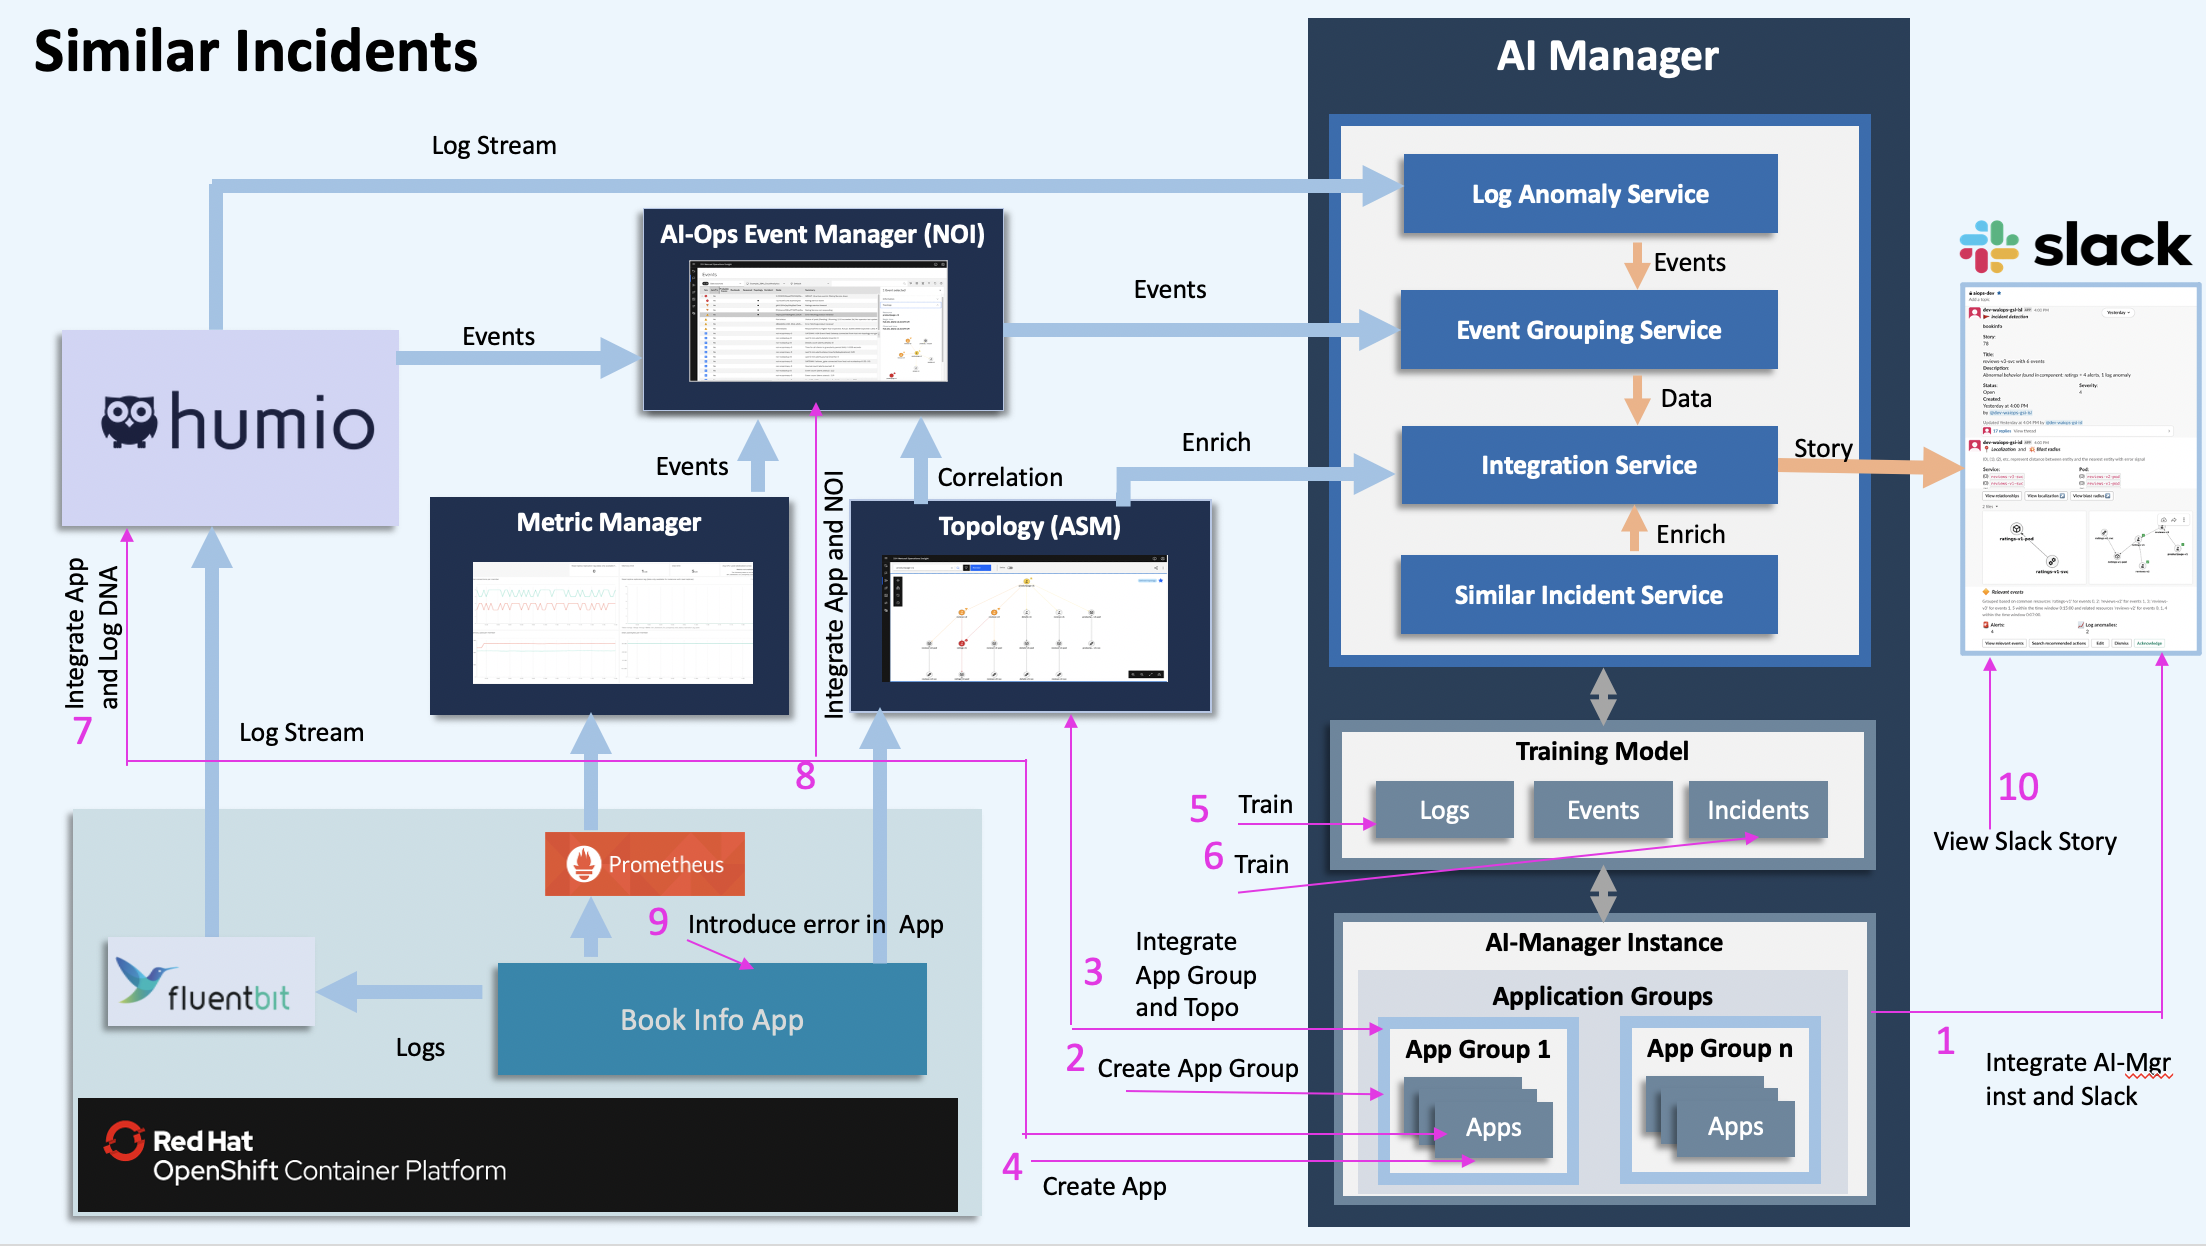 Similar Incidents
AI Manager
Log Stream
Log Anomaly Service
AI-Ops Event Manager (NOI)
Events
slack
Events
Events
Event Grouping Service
Events
humio
Data
Enrich
Story
Events
Correlation
Integration Service
Enrich
Metric Manager
Topology (ASM)
Similar Incident Service
Integrate App
and Log DNA
Integrate App and NOI
7
Log Stream
8
Training Model
5
Train
Logs
Events
Incidents
10
6
Train
View Slack Story
Prometheus
9
Introduce error in App
3
Integrate
App Group
and Topo
AI-Manager Instance
fluentbit
Book Info App
Application Groups
Logs
2
Create App Group
App Group 1
App Group n
1
Integrate AI-Mgr
inst and Slack
Apps
Apps
Red Hat
OpenShift Container Platform
4
Create App